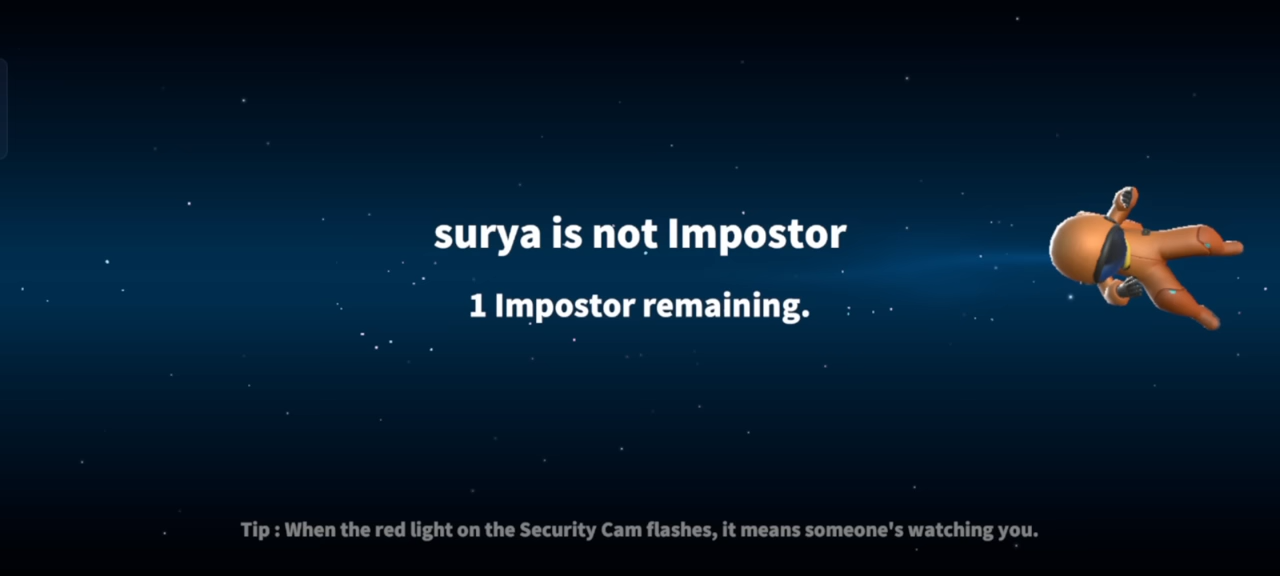 surya is not Impostor
1 Impostor remaining.
Tip : When the red light on the Security Cam flashes, it means someone's watching you.